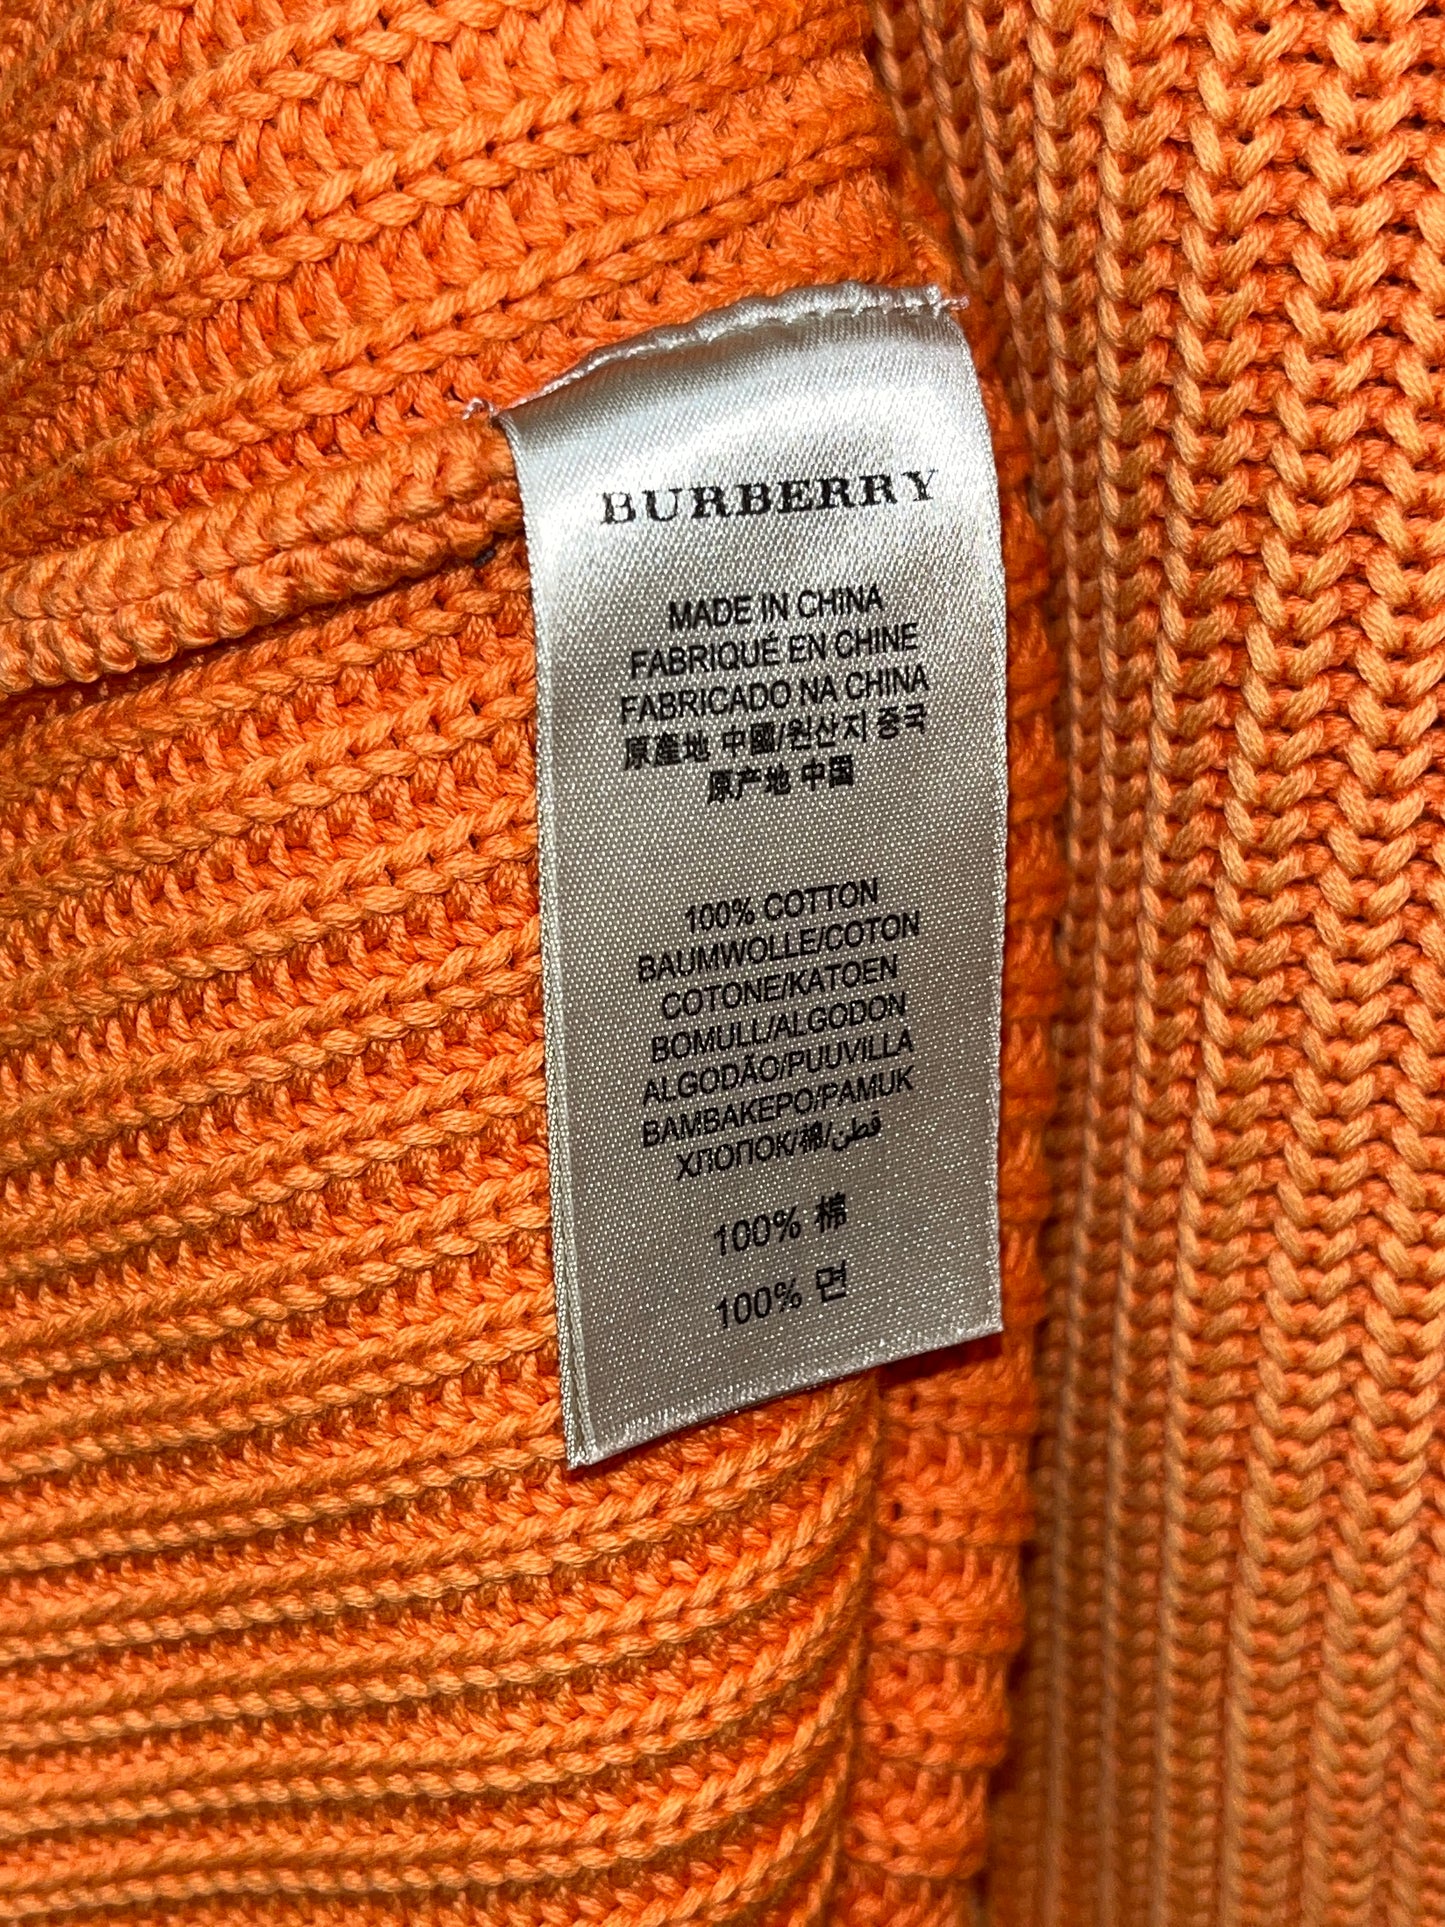 BURBERRY
MADE IN CHINA
FABRIQUÉ EN CHINE
FABRICADO NA CHINA
原產地 中國/원산지 중국
原产地 中国
100% COTTON
BAUMWOLLE/COTON
COTONE/KATOEN
BOMULL/ALGODON
ALGODÃO/PUUVILLA
BAMBAKEPO/PAMUK
ХЛОПОК/棉/قطن
100% 棉
100% 면